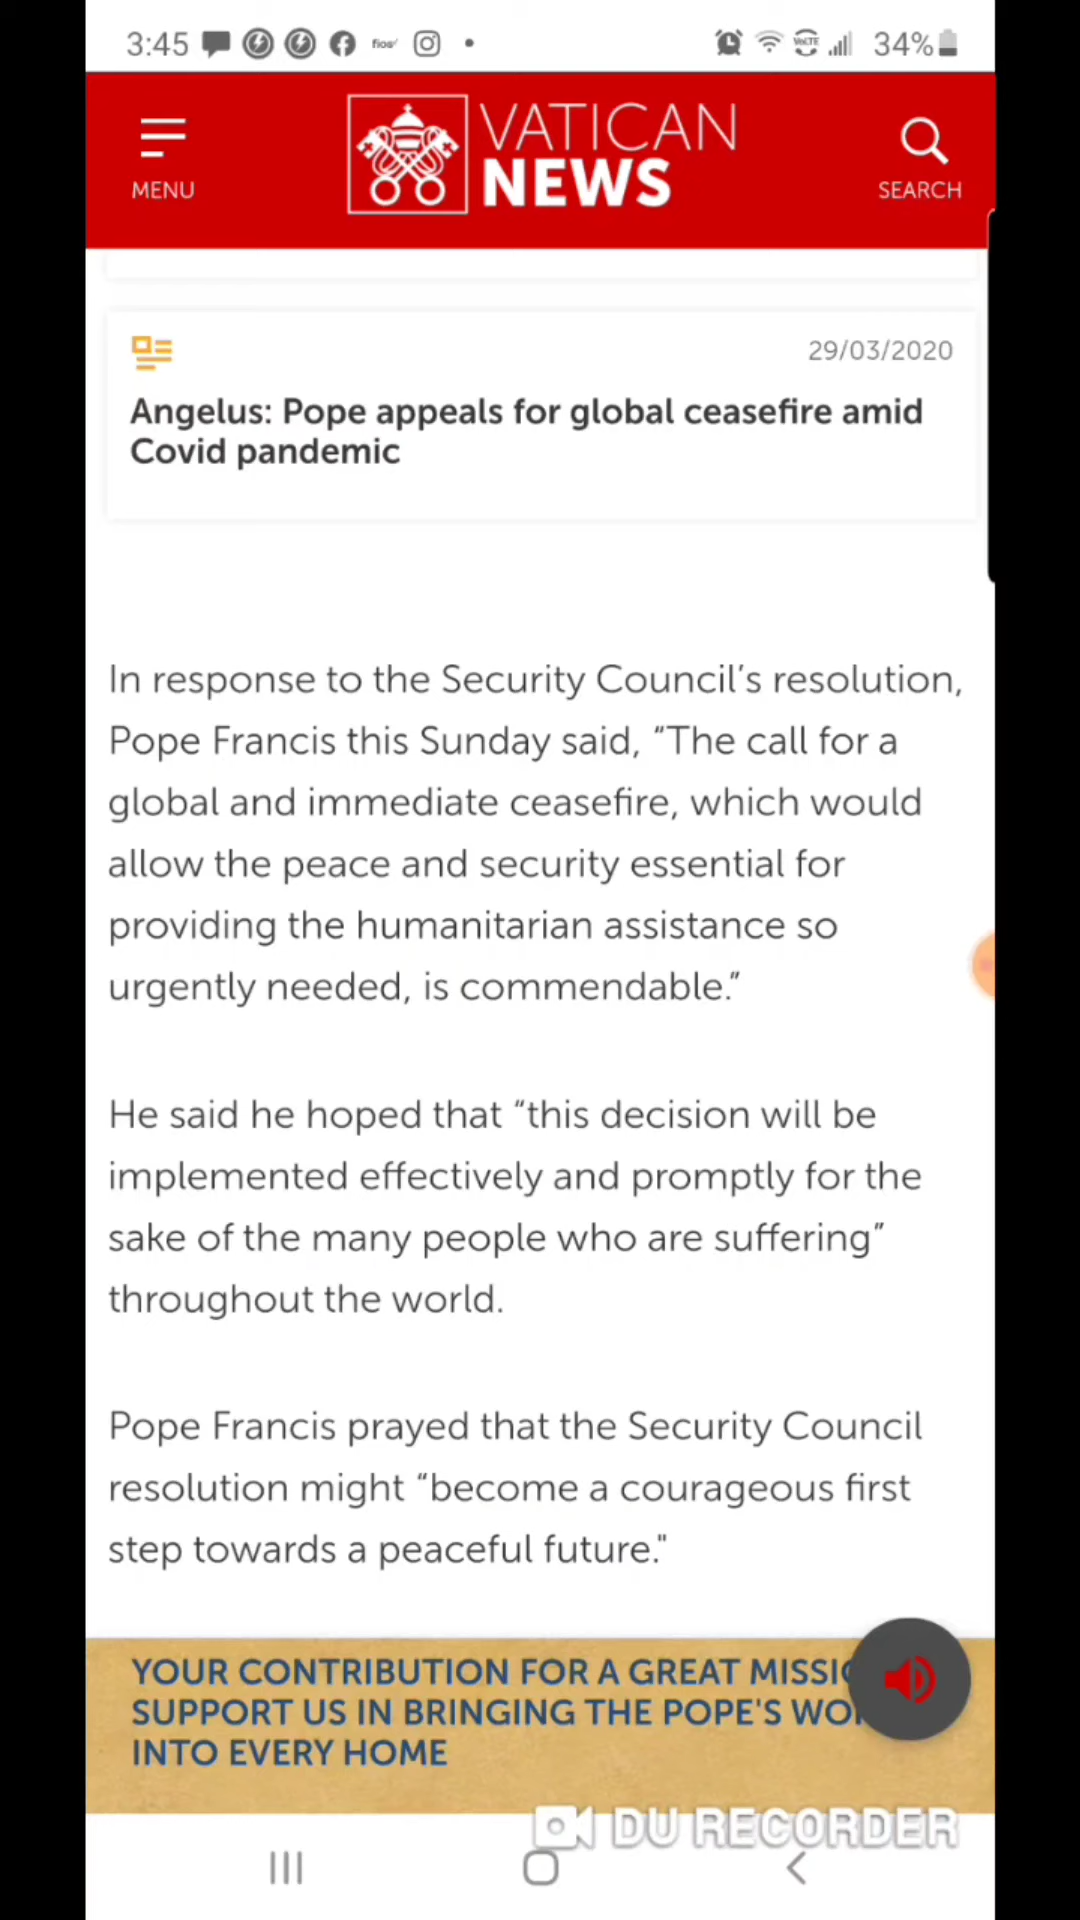 3:45 fios 34%
VATICAN
NEWS
MENU
SEARCH
29/03/2020
Angelus: Pope appeals for global ceasefire amid
Covid pandemic
In response to the Security Council’s resolution,
Pope Francis this Sunday said, “The call for a
global and immediate ceasefire, which would
allow the peace and security essential for
providing the humanitarian assistance so
urgently needed, is commendable.”
He said he hoped that “this decision will be
implemented effectively and promptly for the
sake of the many people who are suffering”
throughout the world.
Pope Francis prayed that the Security Council
resolution might “become a courageous first
step towards a peaceful future."
YOUR CONTRIBUTION FOR A GREAT
SUPPORT US IN BRINGING THE POPE'S
INTO EVERY HOME
DU RECORDER